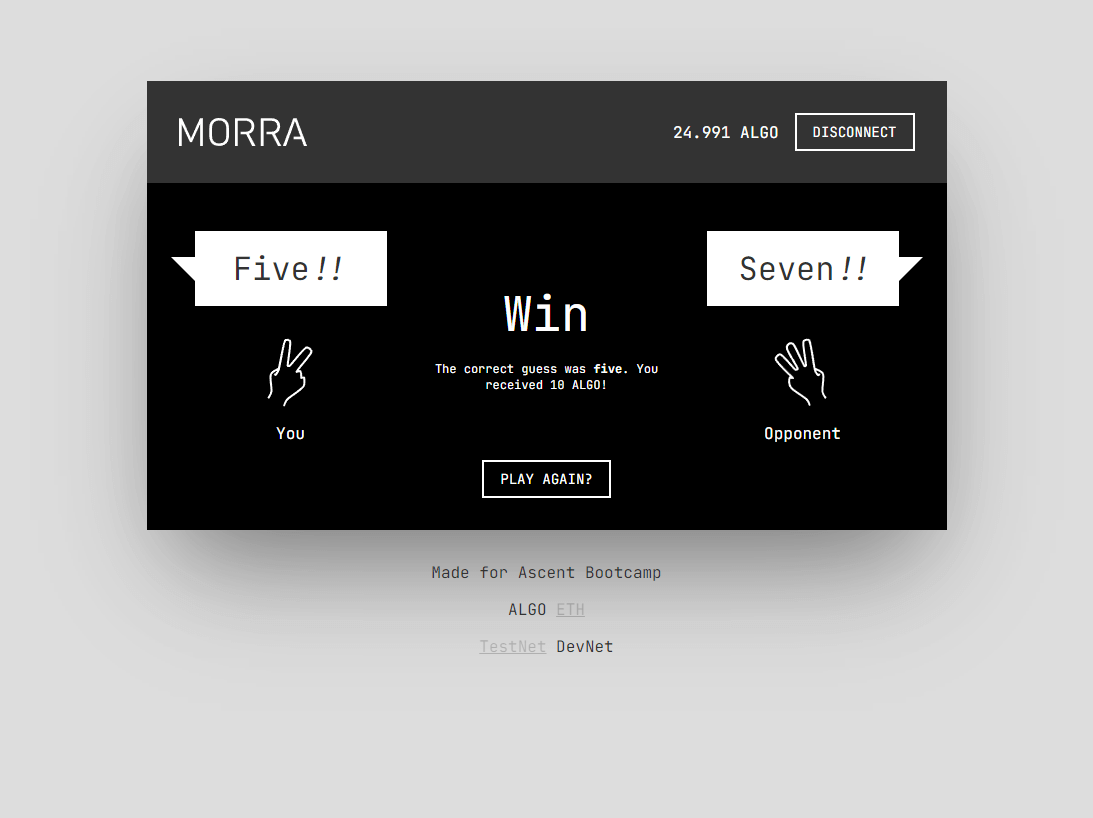 MORRA
24.991 ALGO
DISCONNECT
Five!!
Seven!!
Win
The correct guess was five. You
received 10 ALGO!
You
Opponent
PLAY AGAIN?
Made for Ascent Bootcamp
ALGO ETH
TestNet DevNet